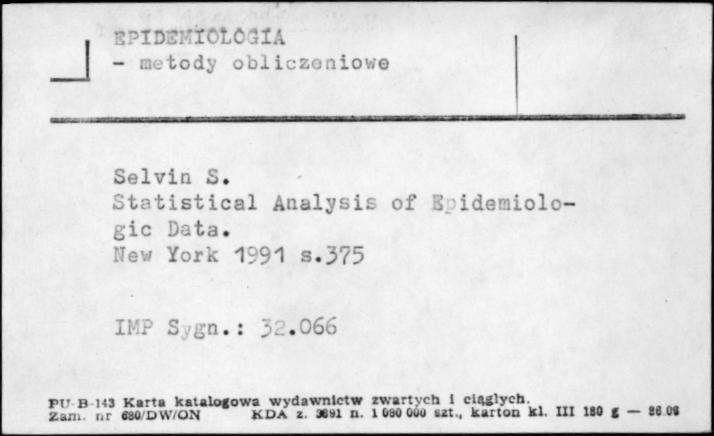 EPIDEMIOLOGIA
- metody obliczeniowe
Selvin S.
Statistical Analysis of Epidemiolo-
gic Data.
New York 1991 s.375
IMP Sygn.: 32.066
PU-B-143 Karta katalogowa wydawnictw zwartych i ciągłych.
Zam. nr 680/DW/ON KDA z. 3891 n. 1 080 000 szt., karton kl. III 180 g — 86.06